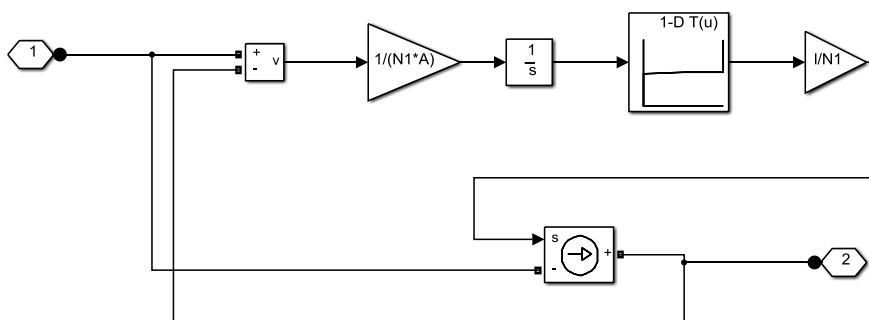 1
+
-
v
1/(N1*A)
1
s
1-D T(u)
l/N1
s
-
+
2